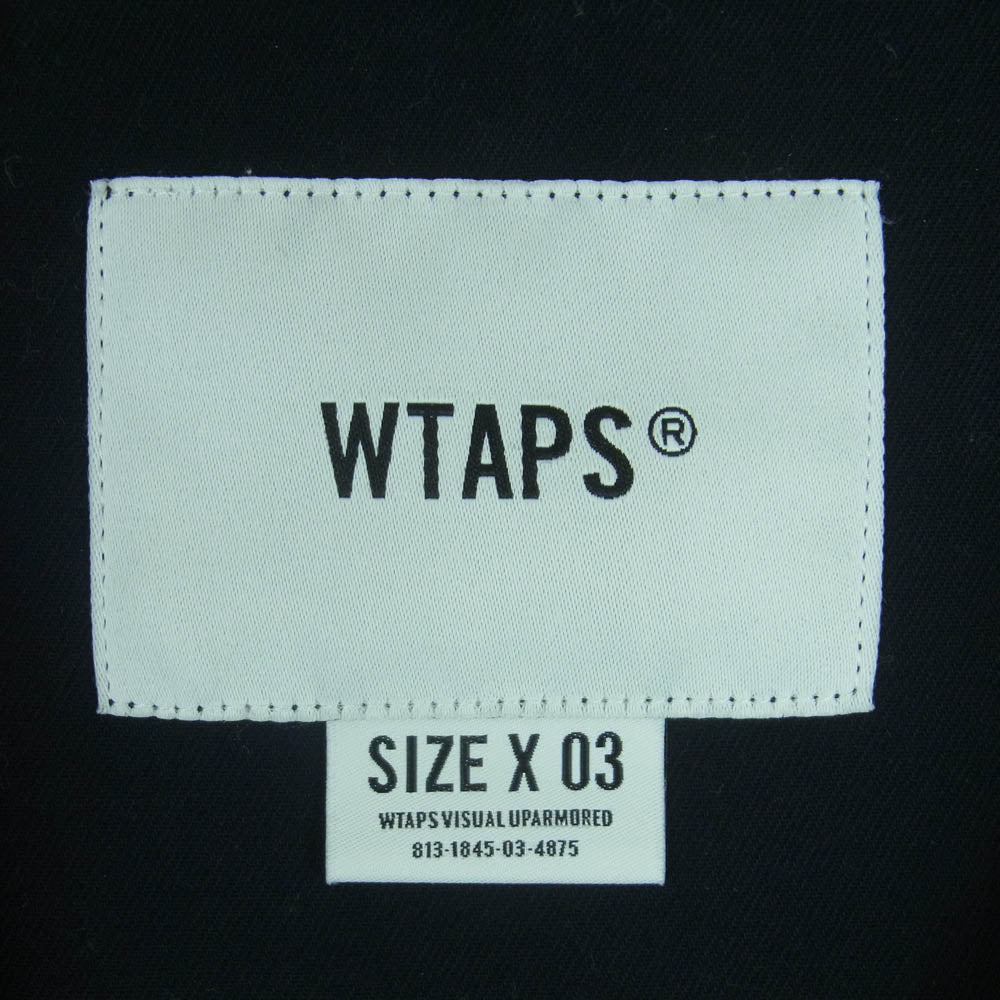 WTAPS®
SIZE X 03
WTAPS VISUAL UPARMORED
813-1845-03-4875